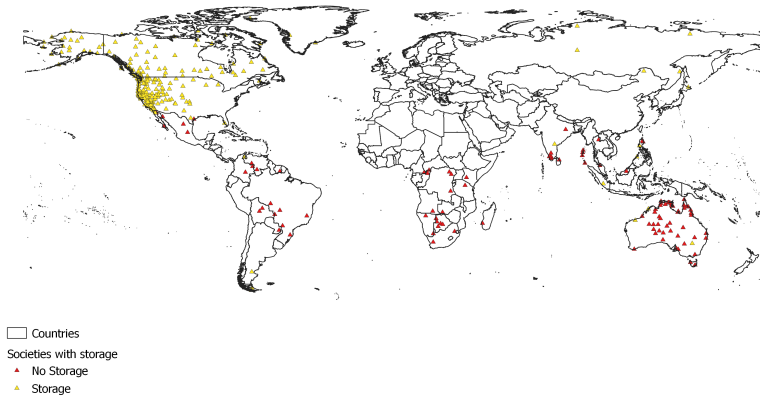 Countries
Societies with storage
No Storage
Storage